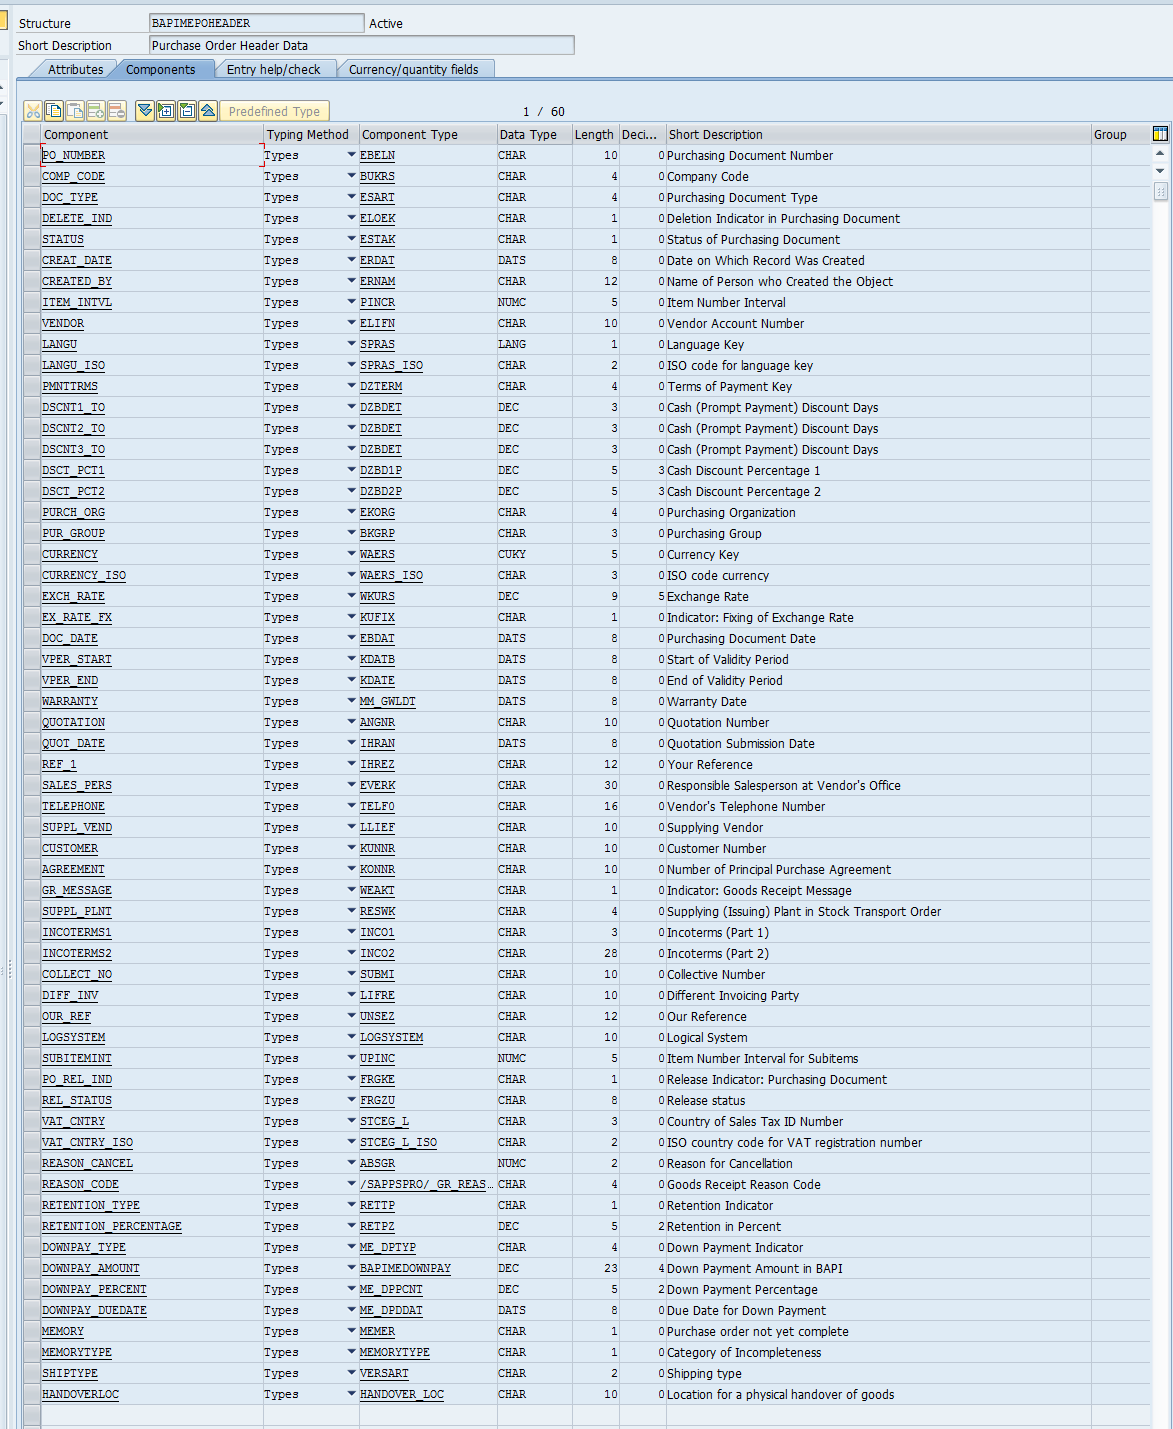 Structure BAPIMEPOHEADER Active
Short Description Purchase Order Header Data
Attributes Components Entry help/check Currency/quantity fields
Predefined Type 1 / 60
Component Typing Method Component Type Data Type Length Deci... Short Description Group
PO_NUMBER Types EBELN CHAR 10 0 Purchasing Document Number
COMP_CODE Types BUKRS CHAR 4 0 Company Code
DOC_TYPE Types ESART CHAR 4 0 Purchasing Document Type
DELETE_IND Types ELOEK CHAR 1 0 Deletion Indicator in Purchasing Document
STATUS Types ESTAK CHAR 1 0 Status of Purchasing Document
CREAT_DATE Types ERDAT DATS 8 0 Date on Which Record Was Created
CREATED_BY Types ERNAM CHAR 12 0 Name of Person who Created the Object
ITEM_INTVL Types PINCR NUMC 5 0 Item Number Interval
VENDOR Types ELIFN CHAR 10 0 Vendor Account Number
LANGU Types SPRAS LANG 1 0 Language Key
LANGU_ISO Types SPRAS_ISO CHAR 2 0 ISO code for language key
PMNTTRMS Types DZTERM CHAR 4 0 Terms of Payment Key
DSCNT1_TO Types DZBDET DEC 3 0 Cash (Prompt Payment) Discount Days
DSCNT2_TO Types DZBDET DEC 3 0 Cash (Prompt Payment) Discount Days
DSCNT3_TO Types DZBDET DEC 3 0 Cash (Prompt Payment) Discount Days
DSCT_PCT1 Types DZBD1P DEC 5 3 Cash Discount Percentage 1
DSCT_PCT2 Types DZBD2P DEC 5 3 Cash Discount Percentage 2
PURCH_ORG Types EKORG CHAR 4 0 Purchasing Organization
PUR_GROUP Types BKGRP CHAR 3 0 Purchasing Group
CURRENCY Types WAERS CUKY 5 0 Currency Key
CURRENCY_ISO Types WAERS_ISO CHAR 3 0 ISO code currency
EXCH_RATE Types WKURS DEC 9 5 Exchange Rate
EX_RATE_FX Types KUFIX CHAR 1 0 Indicator: Fixing of Exchange Rate
DOC_DATE Types EBDAT DATS 8 0 Purchasing Document Date
VPER_START Types KDATB DATS 8 0 Start of Validity Period
VPER_END Types KDATE DATS 8 0 End of Validity Period
WARRANTY Types MM_GWLDT DATS 8 0 Warranty Date
QUOTATION Types ANGNR CHAR 10 0 Quotation Number
QUOT_DATE Types IHRAN DATS 8 0 Quotation Submission Date
REF_1 Types IHREZ CHAR 12 0 Your Reference
SALES_PERS Types EVERK CHAR 30 0 Responsible Salesperson at Vendor's Office
TELEPHONE Types TELF0 CHAR 16 0 Vendor's Telephone Number
SUPPL_VEND Types LLIEF CHAR 10 0 Supplying Vendor
CUSTOMER Types KUNNR CHAR 10 0 Customer Number
AGREEMENT Types KONNR CHAR 10 0 Number of Principal Purchase Agreement
GR_MESSAGE Types WEAKT CHAR 1 0 Indicator: Goods Receipt Message
SUPPL_PLNT Types RESWK CHAR 4 0 Supplying (Issuing) Plant in Stock Transport Order
INCOTERMS1 Types INCO1 CHAR 3 0 Incoterms (Part 1)
INCOTERMS2 Types INCO2 CHAR 28 0 Incoterms (Part 2)
COLLECT_NO Types SUBMI CHAR 10 0 Collective Number
DIFF_INV Types LIFRE CHAR 10 0 Different Invoicing Party
OUR_REF Types UNSEZ CHAR 12 0 Our Reference
LOGSYSTEM Types LOGSYSTEM CHAR 10 0 Logical System
SUBITEMINT Types UPINC NUMC 5 0 Item Number Interval for Subitems
PO_REL_IND Types FRGKE CHAR 1 0 Release Indicator: Purchasing Document
REL_STATUS Types FRGZU CHAR 8 0 Release status
VAT_CNTRY Types STCEG_L CHAR 3 0 Country of Sales Tax ID Number
VAT_CNTRY_ISO Types STCEG_L_ISO CHAR 2 0 ISO country code for VAT registration number
REASON_CANCEL Types ABSGR NUMC 2 0 Reason for Cancellation
REASON_CODE Types /SAPPSPRO/_GR_REAS... CHAR 4 0 Goods Receipt Reason Code
RETENTION_TYPE Types RETTP CHAR 1 0 Retention Indicator
RETENTION_PERCENTAGE Types RETPZ DEC 5 2 Retention in Percent
DOWNPAY_TYPE Types ME_DPTYP CHAR 4 0 Down Payment Indicator
DOWNPAY_AMOUNT Types BAPIMEDOWNPAY DEC 23 4 Down Payment Amount in BAPI
DOWNPAY_PERCENT Types ME_DPPCNT DEC 5 2 Down Payment Percentage
DOWNPAY_DUEDATE Types ME_DPDDAT DATS 8 0 Due Date for Down Payment
MEMORY Types MEMER CHAR 1 0 Purchase order not yet complete
MEMORYTYPE Types MEMORYTYPE CHAR 1 0 Category of Incompleteness
SHIPTYPE Types VERSART CHAR 2 0 Shipping type
HANDOVERLOC Types HANDOVER_LOC CHAR 10 0 Location for a physical handover of goods